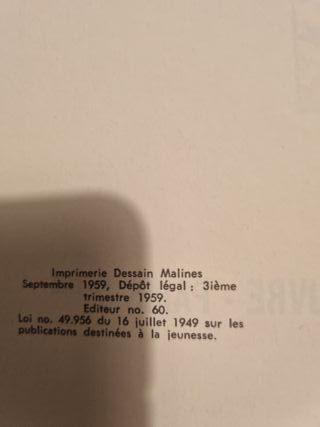 Imprimerie Dessain Malines
Septembre 1959, Dépôt légal : 3ième
trimestre 1959.
Editeur no. 60.
Loi no. 49.956 du 16 juillet 1949 sur les
publications destinées à la jeunesse.